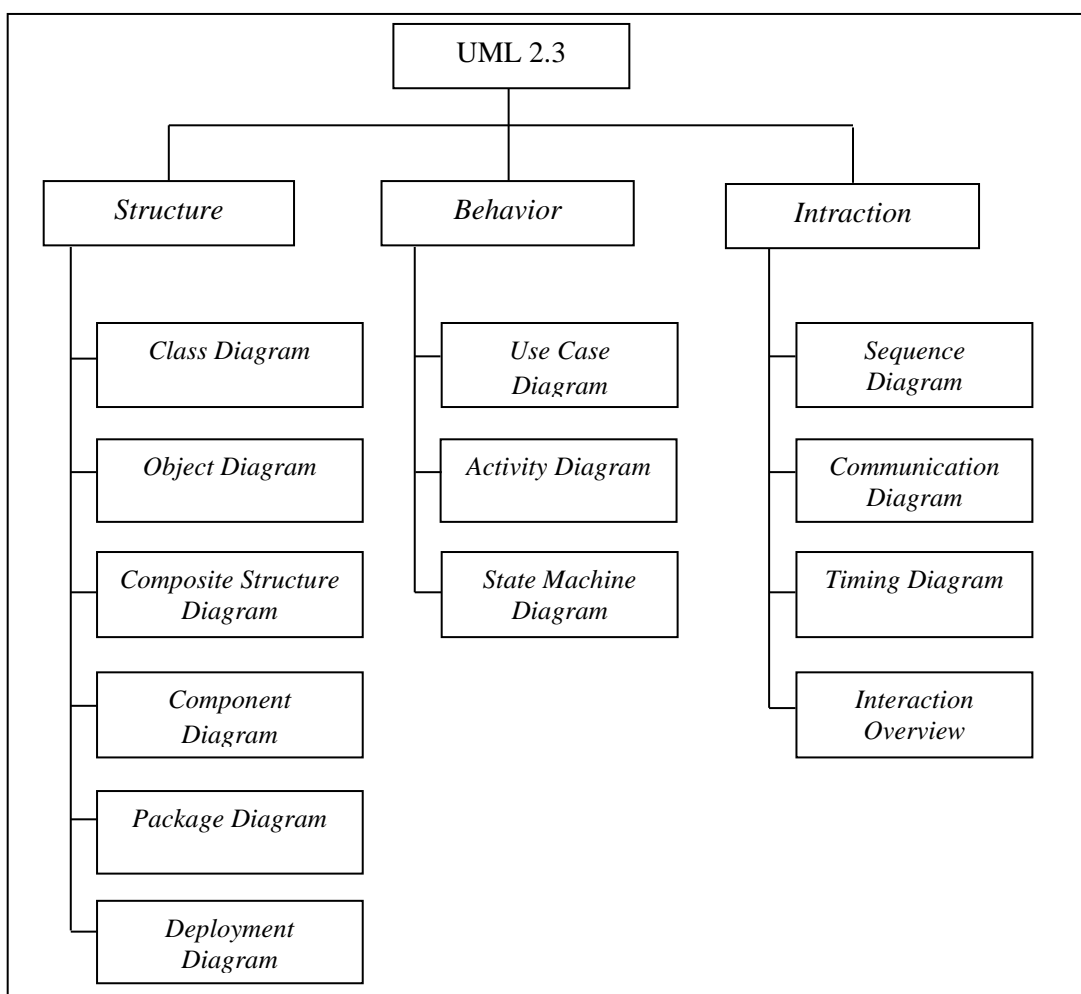 UML 2.3
Structure
Behavior
Intraction
Class Diagram
Object Diagram
Composite Structure
Diagram
Component
Diagram
Package Diagram
Deployment
Diagram
Use Case
Diagram
Activity Diagram
State Machine
Diagram
Sequence
Diagram
Communication
Diagram
Timing Diagram
Interaction
Overview